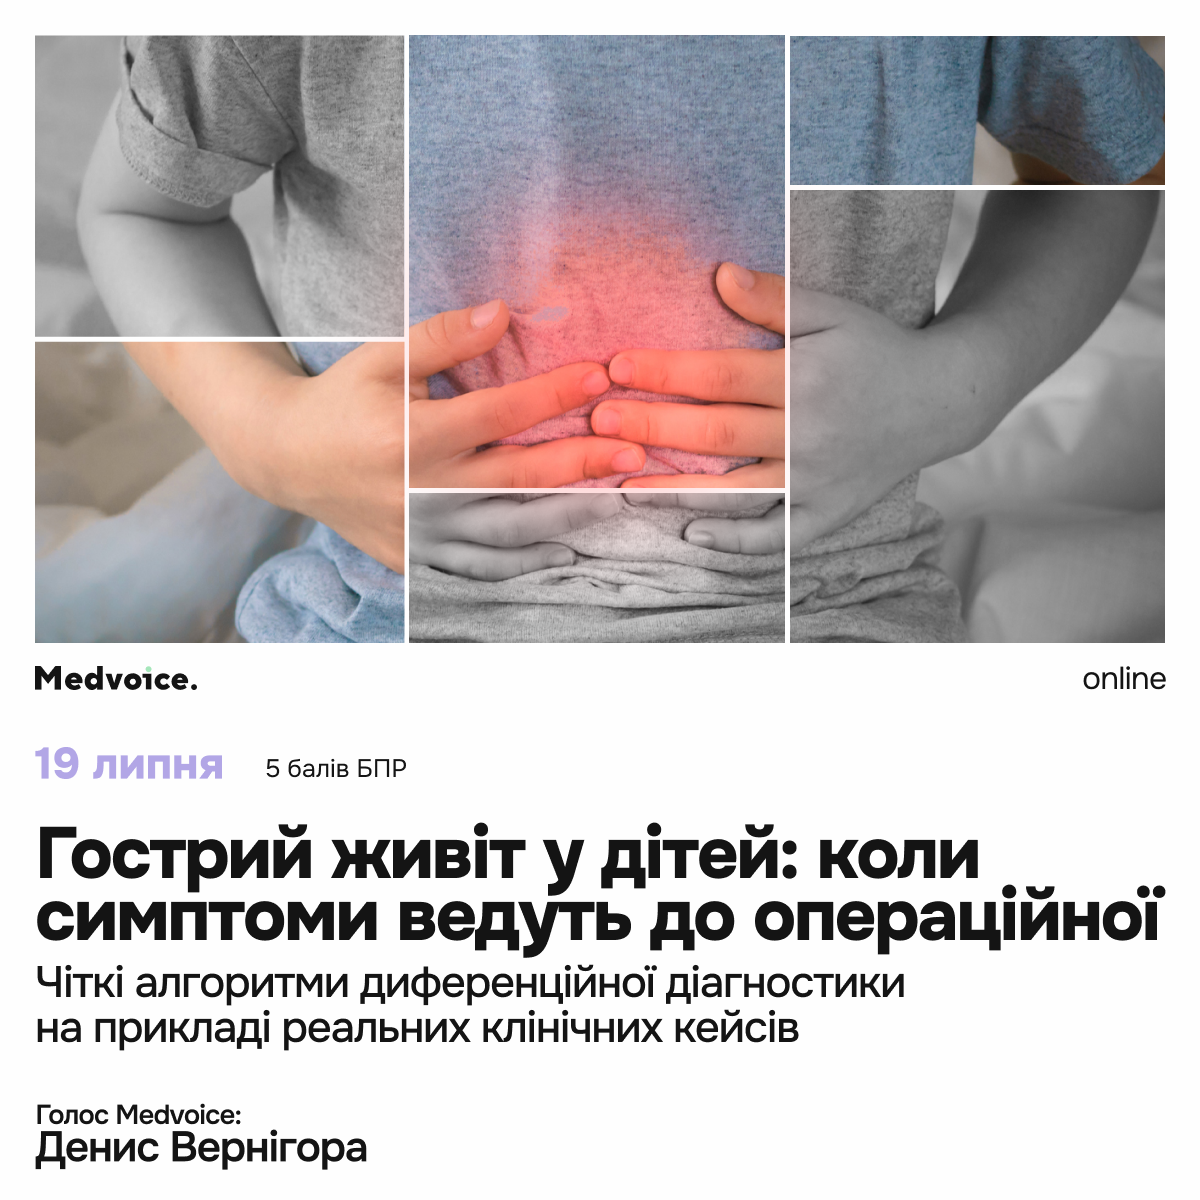 Medvoice.
online
19 липня
5 балів БПР
Гострий живіт у дітей: коли
симптоми ведуть до операційної
Чіткі алгоритми диференційної діагностики
на прикладі реальних клінічних кейсів
Голос Medvoice:
Денис Вернігора